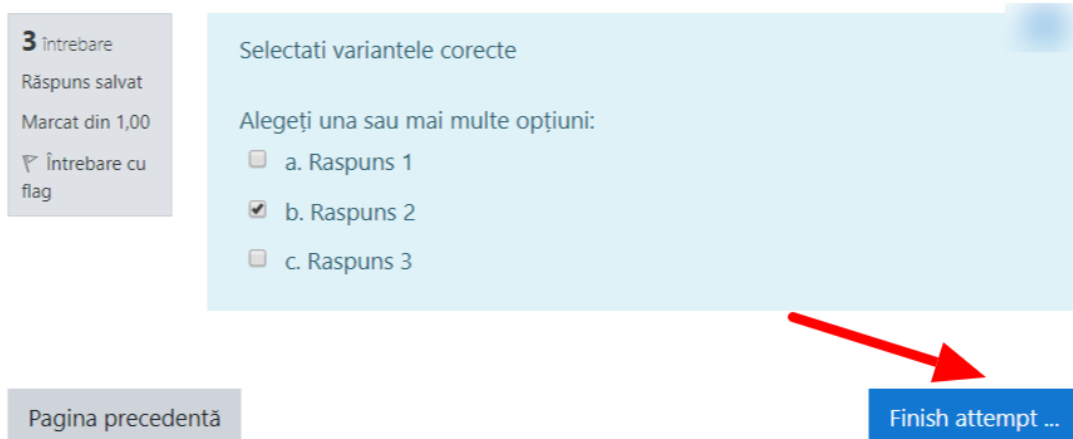 3 întrebare
Răspuns salvat
Marcat din 1,00
Întrebare cu
flag
Selectati variantele corecte
Alegeți una sau mai multe opțiuni:
a. Raspuns 1
b. Raspuns 2
c. Raspuns 3
Pagina precedentă
Finish attempt ...